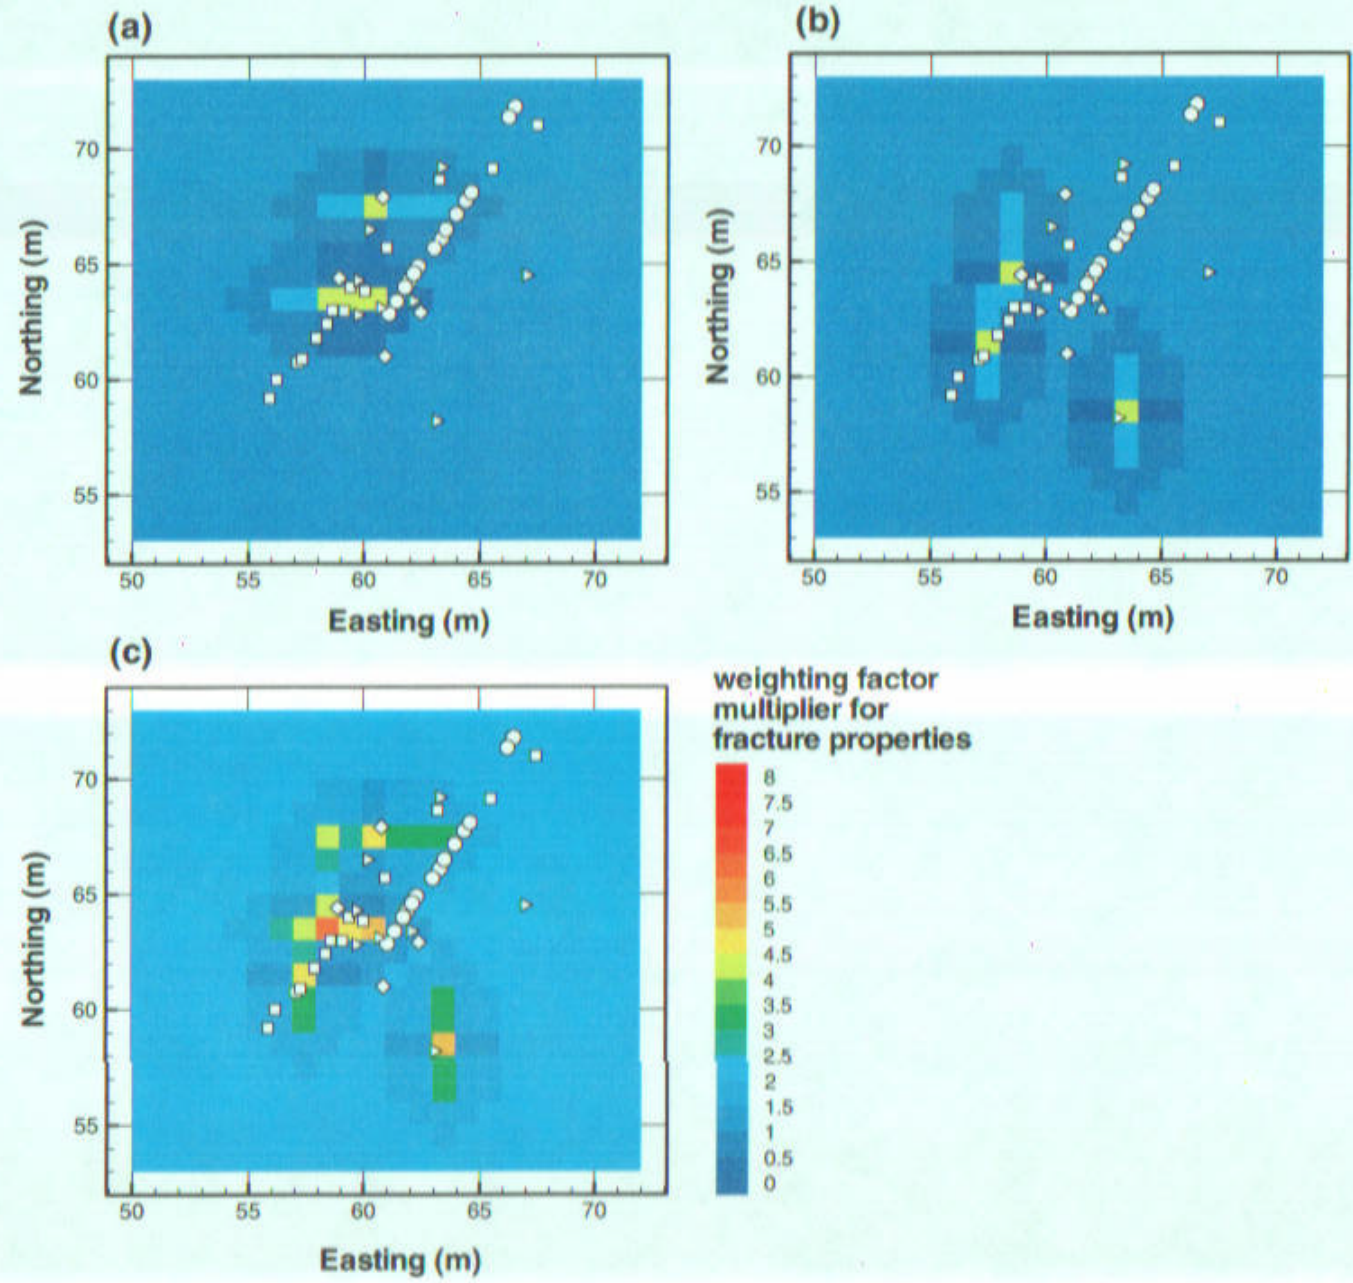 (a)
70
65
60
55
50 55 60 65 70
Northing (m)
Easting (m)
(b)
70
65
60
55
50 55 60 65 70
Northing (m)
Easting (m)
(c)
70
65
60
55
50 55 60 65 70
Northing (m)
Easting (m)
weighting factor
multiplier for
fracture properties
8
7.5
7
6.5
6
5.5
5
4.5
4
3.5
3
2.5
2
1.5
1
0.5
0